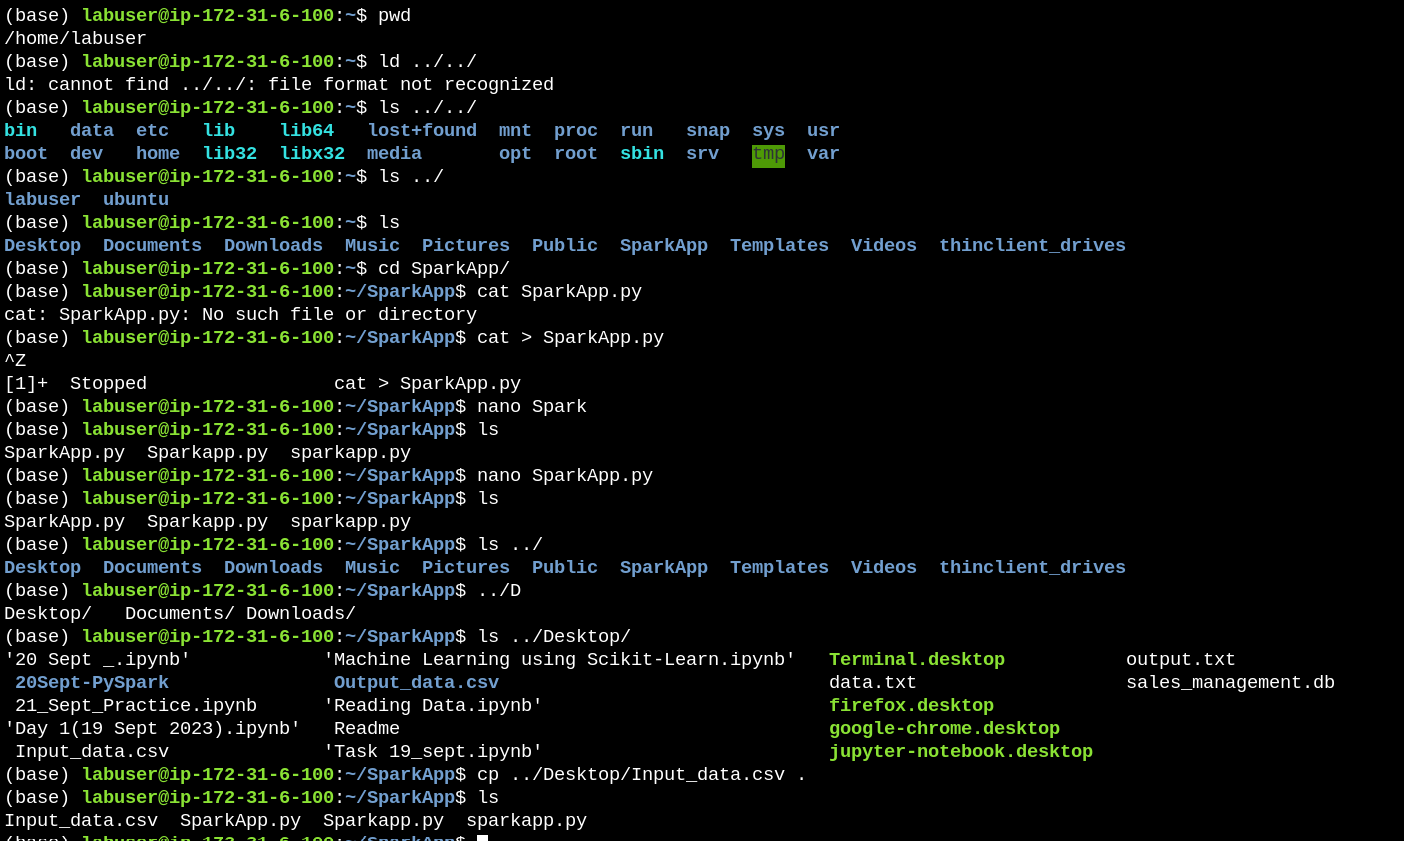 (base) labuser@ip-172-31-6-100:~$ pwd
/home/labuser
(base) labuser@ip-172-31-6-100:~$ ld ../../
ld: cannot find ../../: file format not recognized
(base) labuser@ip-172-31-6-100:~$ ls ../../
bin   data  etc   lib    lib64   lost+found  mnt  proc  run   snap  sys  usr
boot  dev   home  lib32  libx32  media       opt  root  sbin  srv   tmp  var
(base) labuser@ip-172-31-6-100:~$ ls ../
labuser  ubuntu
(base) labuser@ip-172-31-6-100:~$ ls
Desktop  Documents  Downloads  Music  Pictures  Public  SparkApp  Templates  Videos  thinclient_drives
(base) labuser@ip-172-31-6-100:~$ cd SparkApp/
(base) labuser@ip-172-31-6-100:~/SparkApp$ cat SparkApp.py
cat: SparkApp.py: No such file or directory
(base) labuser@ip-172-31-6-100:~/SparkApp$ cat > SparkApp.py
^Z
[1]+  Stopped                 cat > SparkApp.py
(base) labuser@ip-172-31-6-100:~/SparkApp$ nano Spark
(base) labuser@ip-172-31-6-100:~/SparkApp$ ls
SparkApp.py  Sparkapp.py  sparkapp.py
(base) labuser@ip-172-31-6-100:~/SparkApp$ nano SparkApp.py
(base) labuser@ip-172-31-6-100:~/SparkApp$ ls
SparkApp.py  Sparkapp.py  sparkapp.py
(base) labuser@ip-172-31-6-100:~/SparkApp$ ls ../
Desktop  Documents  Downloads  Music  Pictures  Public  SparkApp  Templates  Videos  thinclient_drives
(base) labuser@ip-172-31-6-100:~/SparkApp$ ../D
Desktop/   Documents/ Downloads/
(base) labuser@ip-172-31-6-100:~/SparkApp$ ls ../Desktop/
'20 Sept _.ipynb'            'Machine Learning using Scikit-Learn.ipynb'   Terminal.desktop           output.txt
 20Sept-PySpark               Output_data.csv                              data.txt                   sales_management.db
 21_Sept_Practice.ipynb      'Reading Data.ipynb'                          firefox.desktop
'Day 1(19 Sept 2023).ipynb'   Readme                                       google-chrome.desktop
 Input_data.csv              'Task 19_sept.ipynb'                          jupyter-notebook.desktop
(base) labuser@ip-172-31-6-100:~/SparkApp$ cp ../Desktop/Input_data.csv .
(base) labuser@ip-172-31-6-100:~/SparkApp$ ls
Input_data.csv  SparkApp.py  Sparkapp.py  sparkapp.py
(base) labuser@ip-172-31-6-100:~/SparkApp$